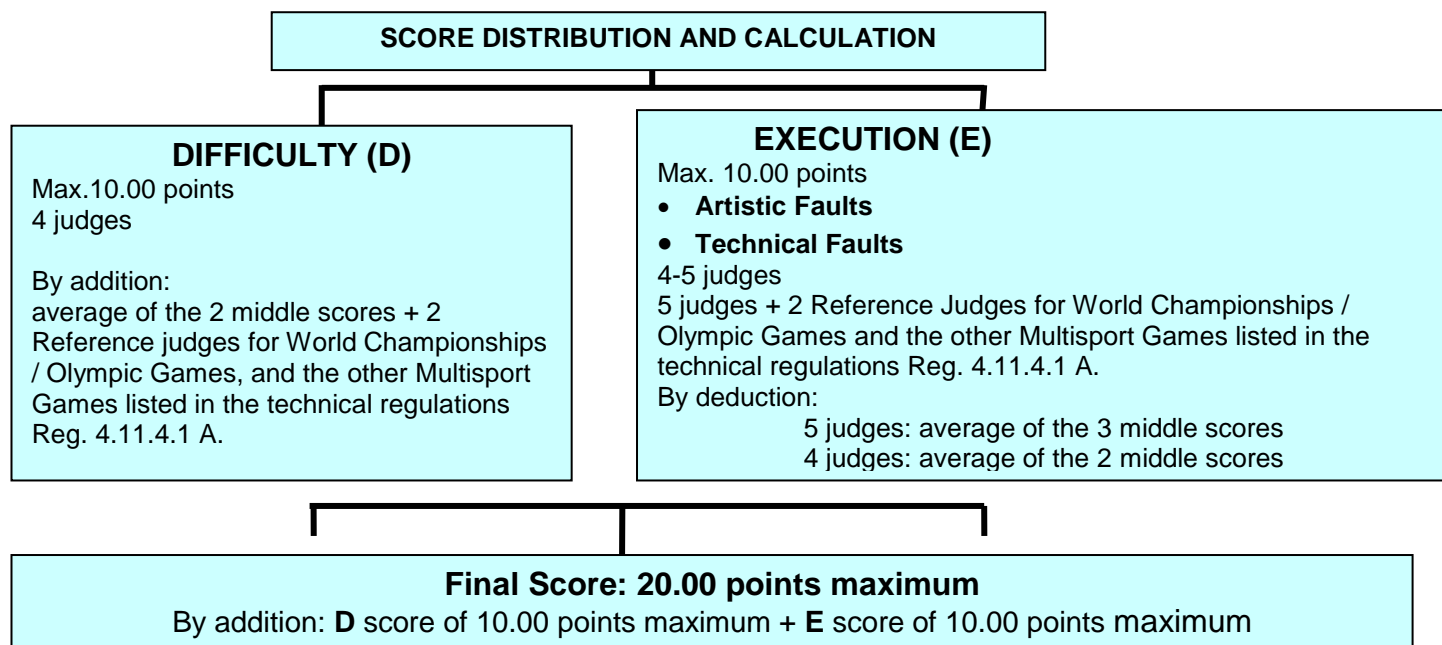 SCORE DISTRIBUTION AND CALCULATION
DIFFICULTY (D)
Max.10.00 points
4 judges
By addition:
average of the 2 middle scores + 2
Reference judges for World Championships
/ Olympic Games, and the other Multisport
Games listed in the technical regulations
Reg. 4.11.4.1 A.
EXECUTION (E)
Max. 10.00 points
• Artistic Faults
• Technical Faults
4-5 judges
5 judges + 2 Reference Judges for World Championships /
Olympic Games and the other Multisport Games listed in the
technical regulations Reg. 4.11.4.1 A.
By deduction:
5 judges: average of the 3 middle scores
4 judges: average of the 2 middle scores
Final Score: 20.00 points maximum
By addition: D score of 10.00 points maximum + E score of 10.00 points maximum